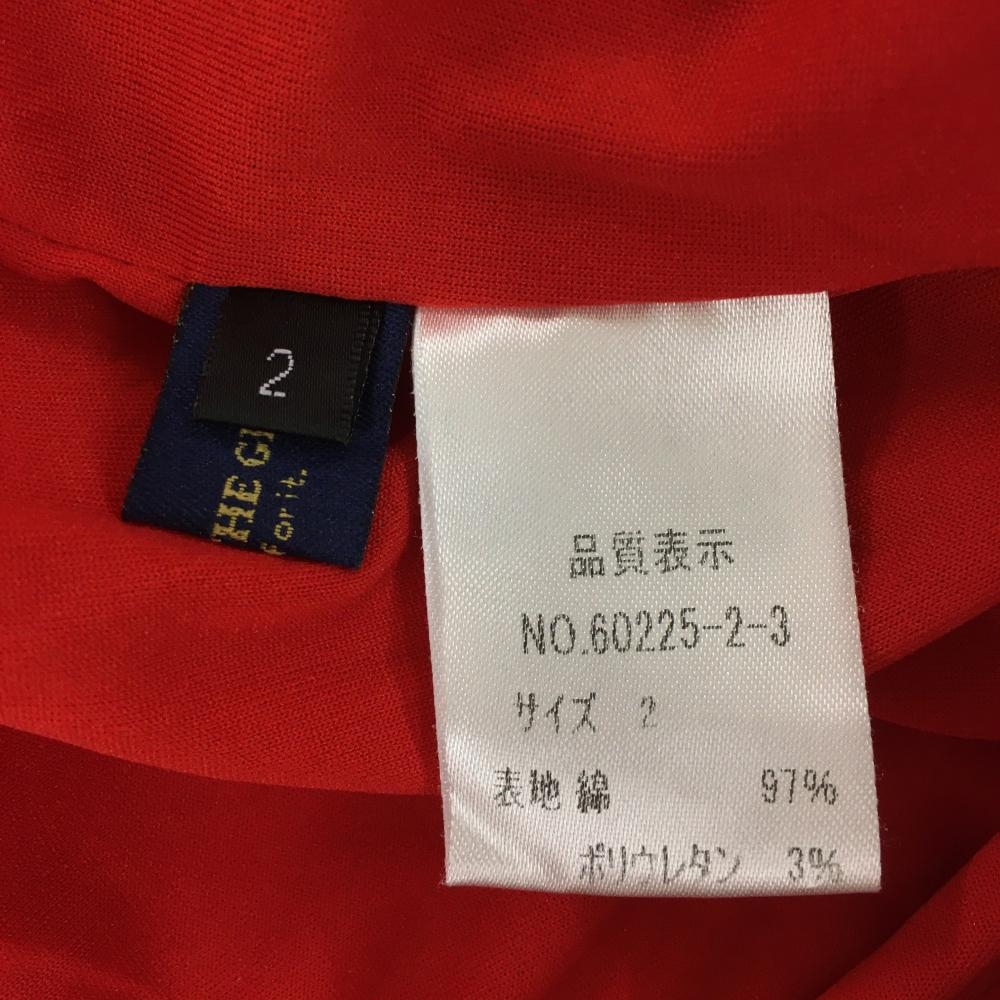 2
THE G
For it.
品質表示
NO.60225-2-3
サイズ 2
表地 綿 97%
ポリウレタン 3%